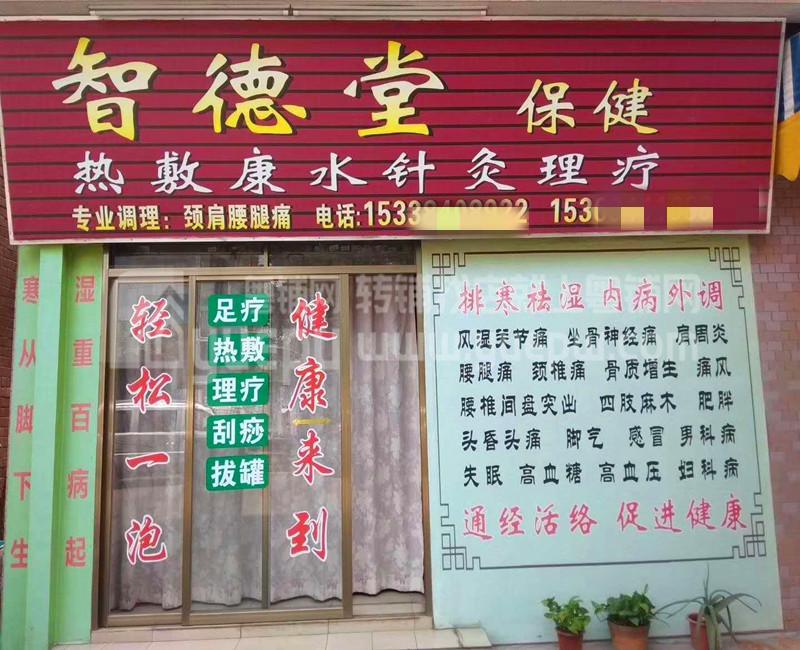 智德堂 保健
热敷康水针灸理疗
专业调理：颈肩腰腿痛 电话:1533 153
湿重百病起
寒从脚下生
轻松一泡
足疗
热敷
理疗
刮痧
拔罐
健康来到
排寒祛湿 内病外调
风湿关节痛 坐骨神经痛 肩周炎
腰腿痛 颈椎痛 骨质增生 痛风
腰椎间盘突出 四肢麻木 肥胖
头昏头痛 脚气 感冒 男科病
失眠 高血糖 高血压 妇科病
通经活络 促进健康